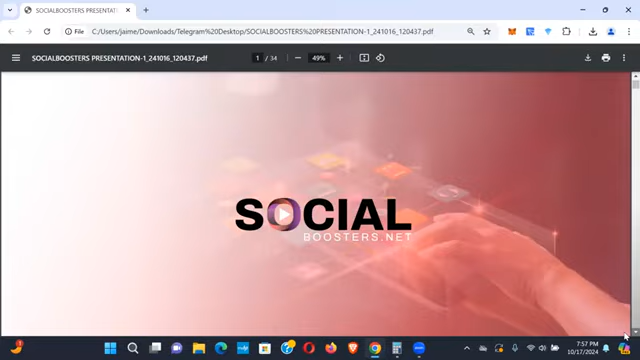 SOCIALBOOSTERS PRESENTAT
File
C:/Users/jaime/Downloads/Telegram%20Desktop/SOCIALBOOSTERS%20PRESENTATION-1_241016_120437.pdf
SOCIALBOOSTERS PRESENTATION-1_241016_120437.pdf
1 / 34
49%
SOCIAL
BOOSTERS.NET
7:57 PM
10/17/2024